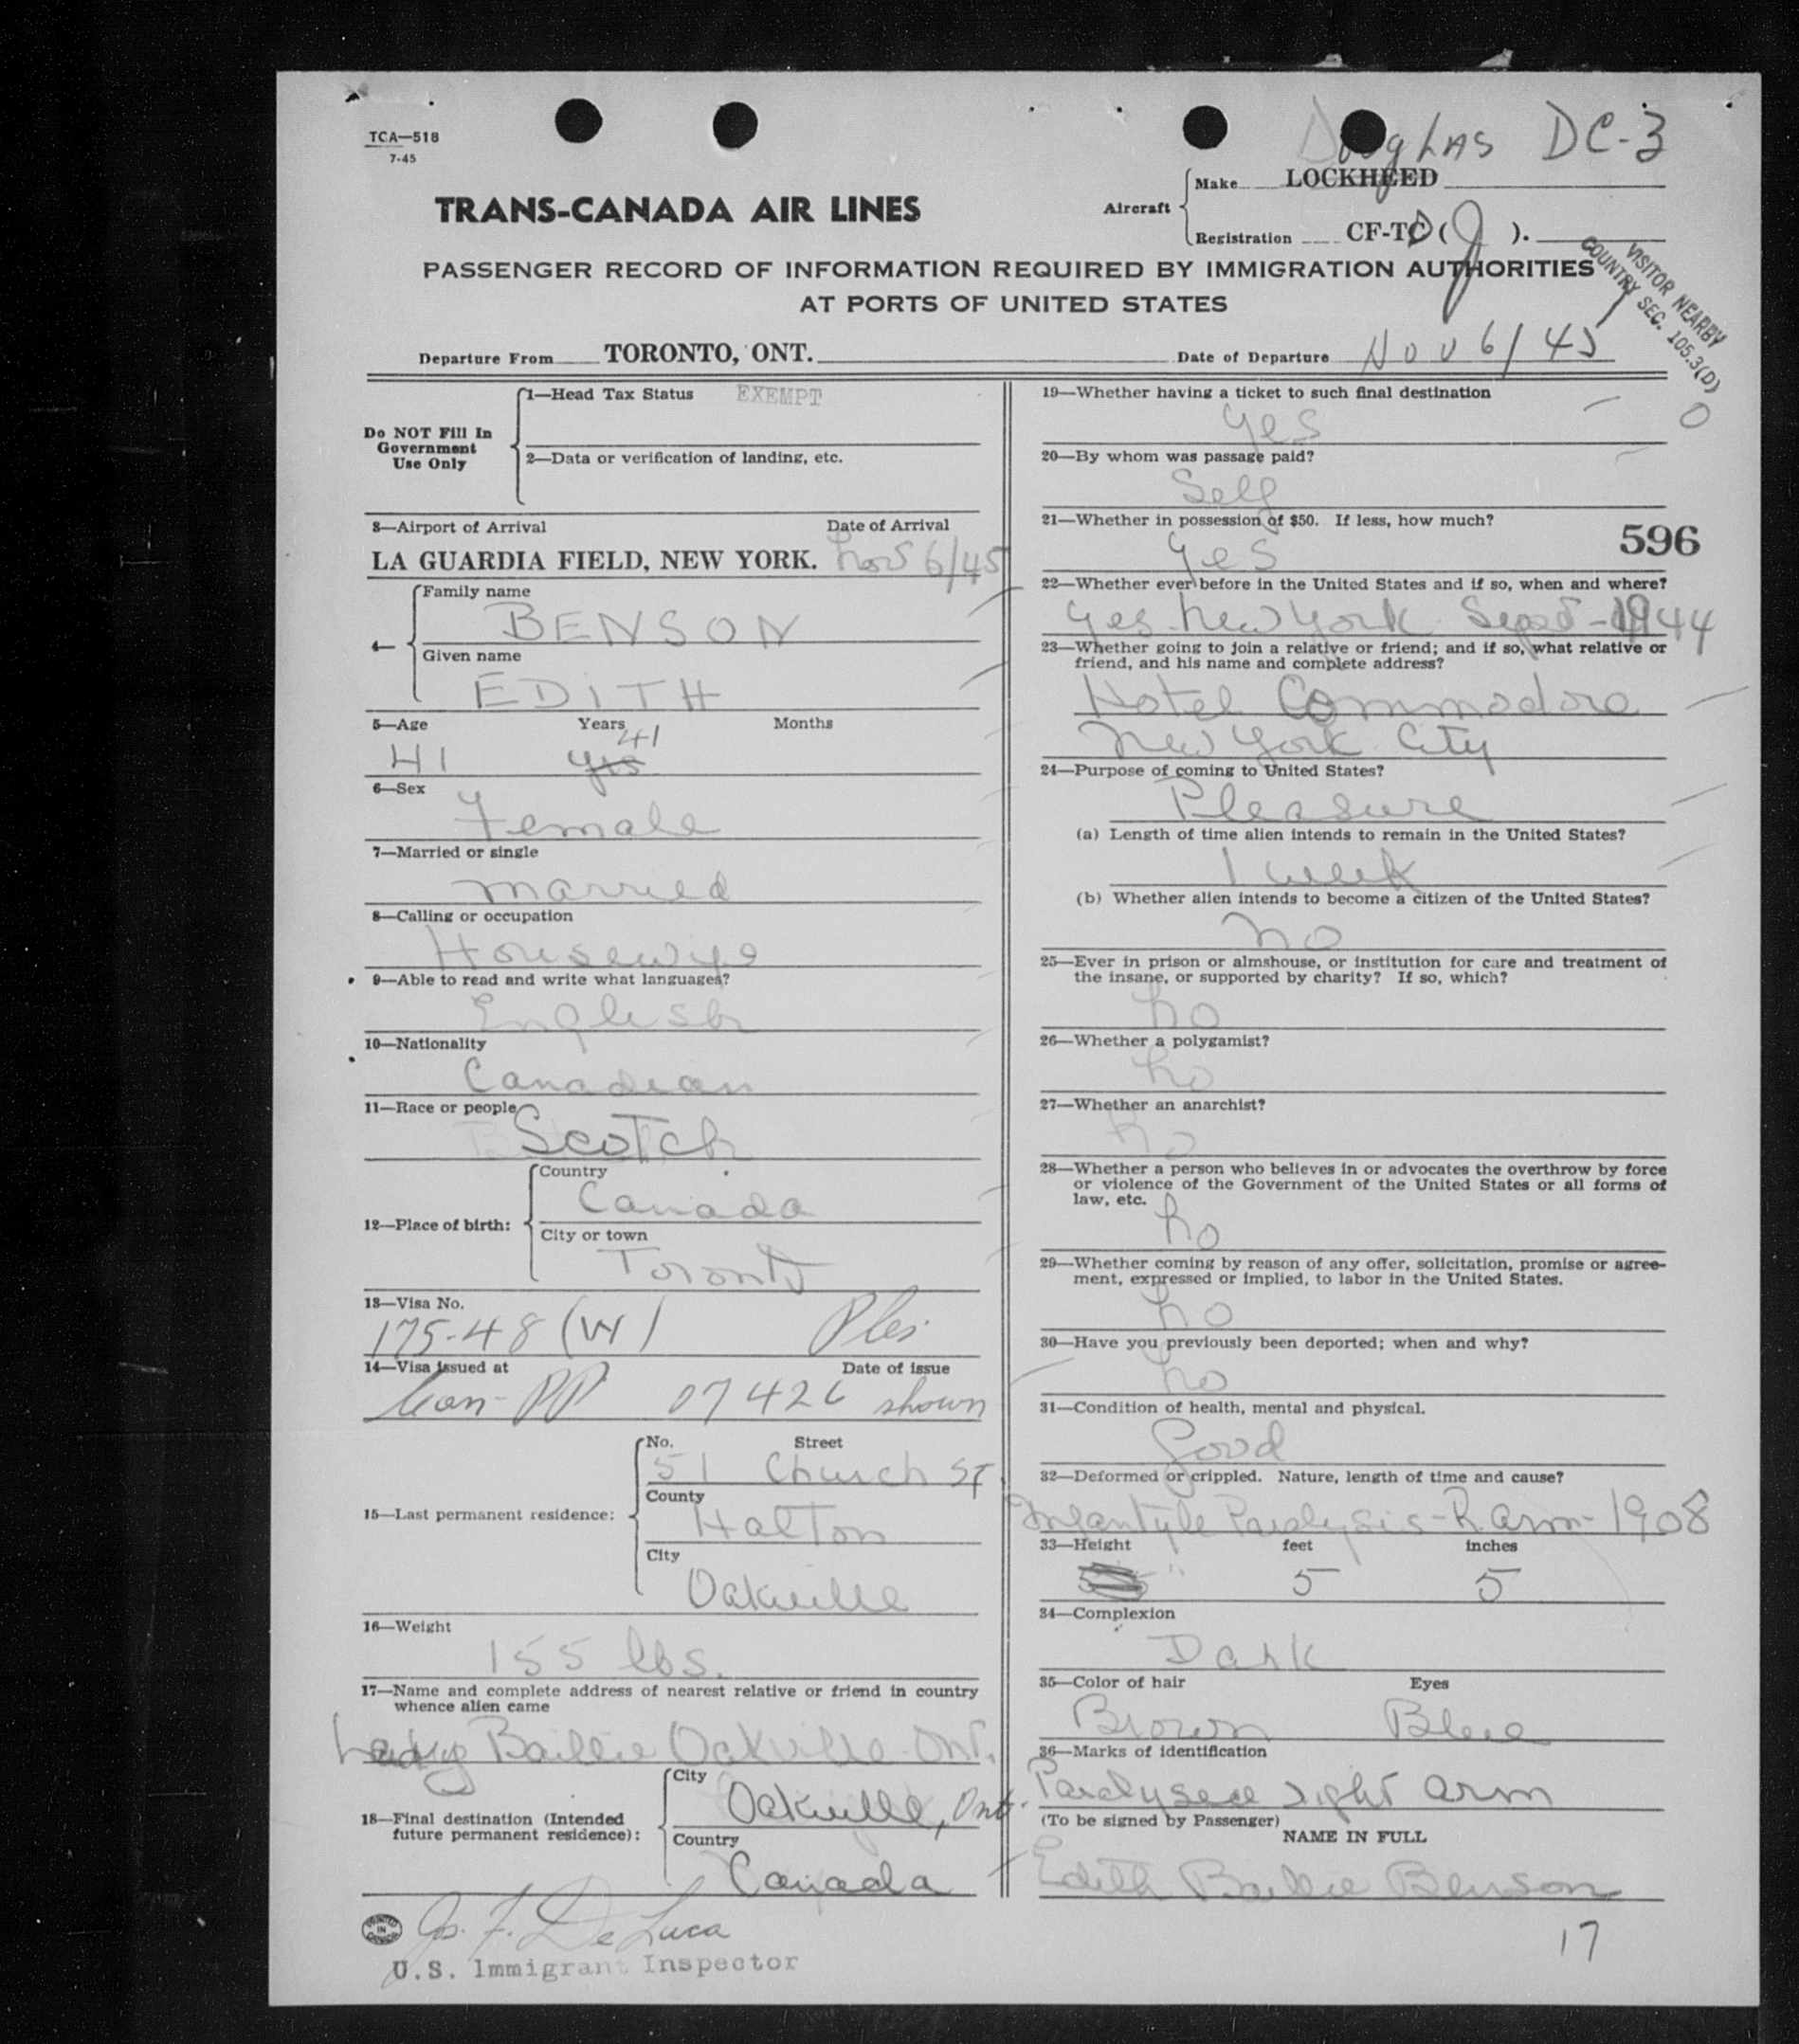 TCA—518
7-45
Douglas DC-3
Aircraft
Make LOCKHEED
Registration CF-TD (J).
TRANS-CANADA AIR LINES
PASSENGER RECORD OF INFORMATION REQUIRED BY IMMIGRATION AUTHORITIES
AT PORTS OF UNITED STATES
VISITOR NEARBY
COUNTRY SEC. 105.3(D)
Departure From TORONTO, ONT.
Date of Departure Nov 6/45
Do NOT Fill In
Government
Use Only
1—Head Tax Status EXEMPT
2—Data or verification of landing, etc.
3—Airport of Arrival Date of Arrival
LA GUARDIA FIELD, NEW YORK. Nov 6/45
4—
Family name
BENSON
Given name
EDITH
5—Age Years Months
41 41 yrs
6—Sex
Female
7—Married or single
married
8—Calling or occupation
Housewife
9—Able to read and write what languages?
English
10—Nationality
Canadian
11—Race or people
Scotch
12—Place of birth:
Country
Canada
City or town
Toronto
13—Visa No.
175-48 (W)
14—Visa issued at Date of issue
Can- PP 07426 shown
15—Last permanent residence:
No. Street
51 Church St
County
Halton
City
Oakville
16—Weight
155 lbs.
17—Name and complete address of nearest relative or friend in country
whence alien came
Lady Baillie Oakville Ont.
18—Final destination (Intended
future permanent residence):
City
Oakville, Ont.
Country
Canada
Jos. F. De Luca
U.S. Immigrant Inspector
PRINTED
IN
CANADA
19—Whether having a ticket to such final destination
yes
0
20—By whom was passage paid?
Self
21—Whether in possession of $50. If less, how much?
yes
596
22—Whether ever before in the United States and if so, when and where?
yes New York Sept - 1944
23—Whether going to join a relative or friend; and if so, what relative or
friend, and his name and complete address?
Hotel Commodore
New York City
24—Purpose of coming to United States?
Pleasure
(a) Length of time alien intends to remain in the United States?
1 week
(b) Whether alien intends to become a citizen of the United States?
no
25—Ever in prison or almshouse, or institution for care and treatment of
the insane, or supported by charity? If so, which?
no
26—Whether a polygamist?
no
27—Whether an anarchist?
no
28—Whether a person who believes in or advocates the overthrow by force
or violence of the Government of the United States or all forms of
law, etc.
no
29—Whether coming by reason of any offer, solicitation, promise or agree-
ment, expressed or implied, to labor in the United States.
no
30—Have you previously been deported; when and why?
no
31—Condition of health, mental and physical.
Good
32—Deformed or crippled. Nature, length of time and cause?
Infantyle Paralysis - R arm - 1908
33—Height feet inches
5 5
34—Complexion
Dark
35—Color of hair Eyes
Brown Blue
36—Marks of identification
Paralysed right arm
(To be signed by Passenger)
NAME IN FULL
Edith Baillie Benson
17